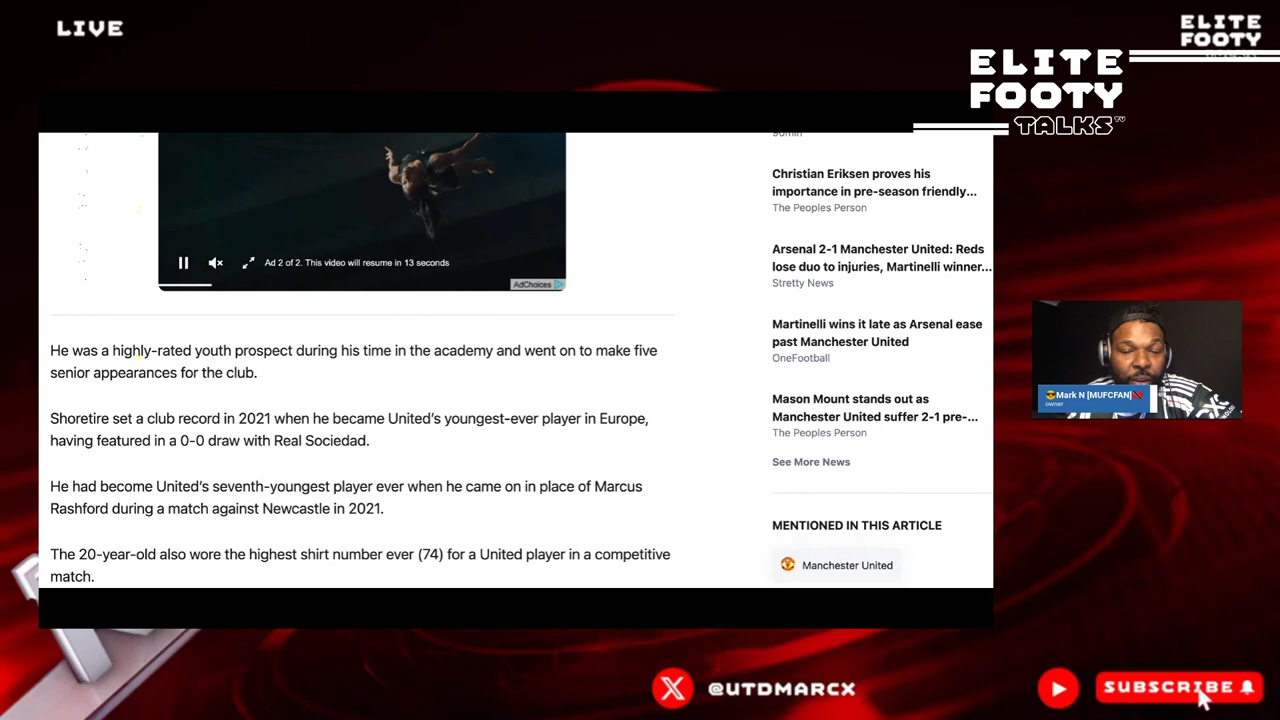 LIVE
ELITE
FOOTY
ELITE
FOOTY
TALKS TV
90min
Christian Eriksen proves his
importance in pre-season friendly...
The Peoples Person
Arsenal 2-1 Manchester United: Reds
lose duo to injuries, Martinelli winner...
Stretty News
Martinelli wins it late as Arsenal ease
past Manchester United
OneFootball
Mason Mount stands out as
Manchester United suffer 2-1 pre-...
The Peoples Person
See More News
MENTIONED IN THIS ARTICLE
Manchester United
Ad 2 of 2. This video will resume in 13 seconds
AdChoices
He was a highly-rated youth prospect during his time in the academy and went on to make five
senior appearances for the club.
Shoretire set a club record in 2021 when he became United's youngest-ever player in Europe,
having featured in a 0-0 draw with Real Sociedad.
He had become United's seventh-youngest player ever when he came on in place of Marcus
Rashford during a match against Newcastle in 2021.
The 20-year-old also wore the highest shirt number ever (74) for a United player in a competitive
match.
😎Mark N [MUFCFAN]
owner
@UTDMARCX
SUBSCRIBE